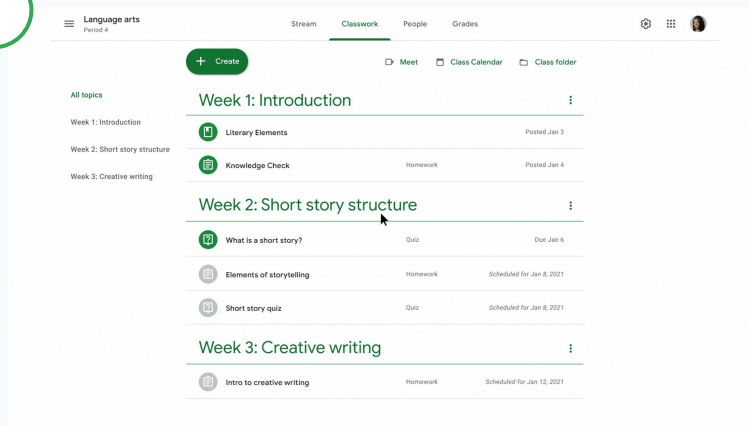 Language arts
Period 4
Stream Classwork People Grades
+ Create
Meet Class Calendar Class folder
All topics
Week 1: Introduction
Week 2: Short story structure
Week 3: Creative writing
Week 1: Introduction
Literary Elements Posted Jan 3
Knowledge Check Homework Posted Jan 4
Week 2: Short story structure
What is a short story? Quiz Due Jan 6
Elements of storytelling Homework Scheduled for Jan 8, 2021
Short story quiz Quiz Scheduled for Jan 8, 2021
Week 3: Creative writing
Intro to creative writing Homework Scheduled for Jan 12, 2021